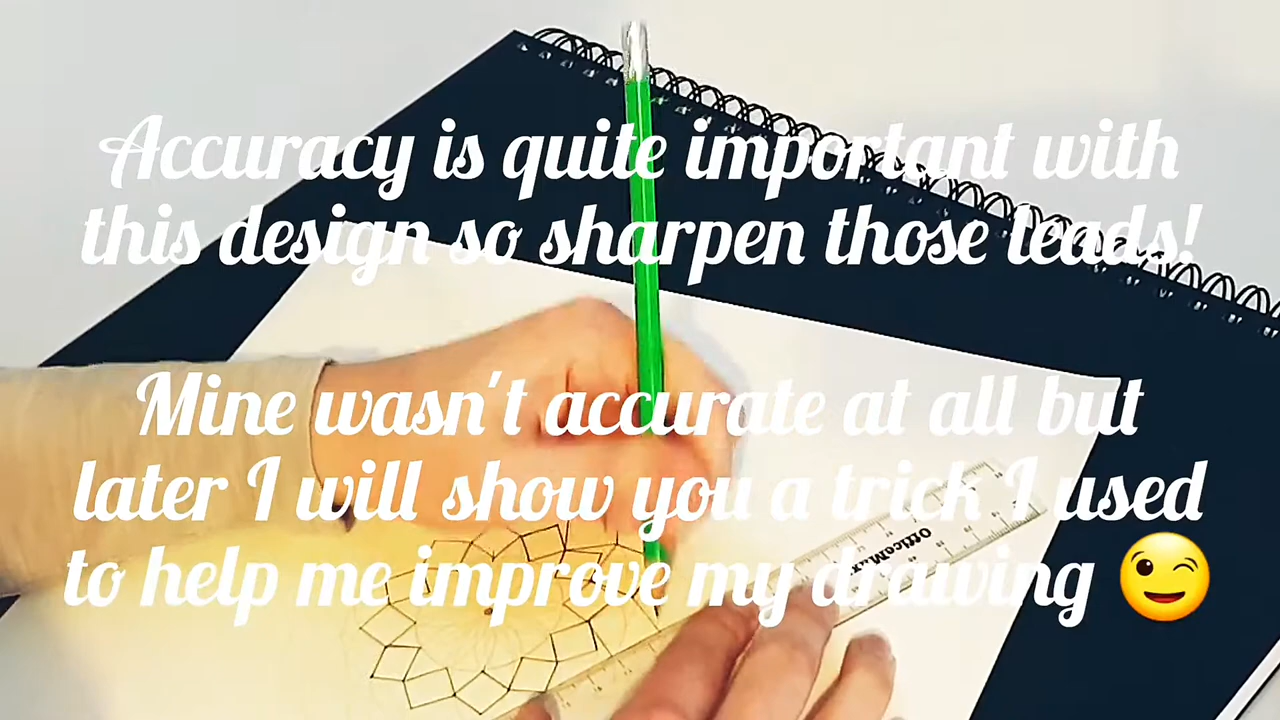 Accuracy is quite important with
this design so sharpen those leads!
Mine wasn't accurate at all but
later I will show you a trick I used
to help me improve my drawing 😉
OfficeMax